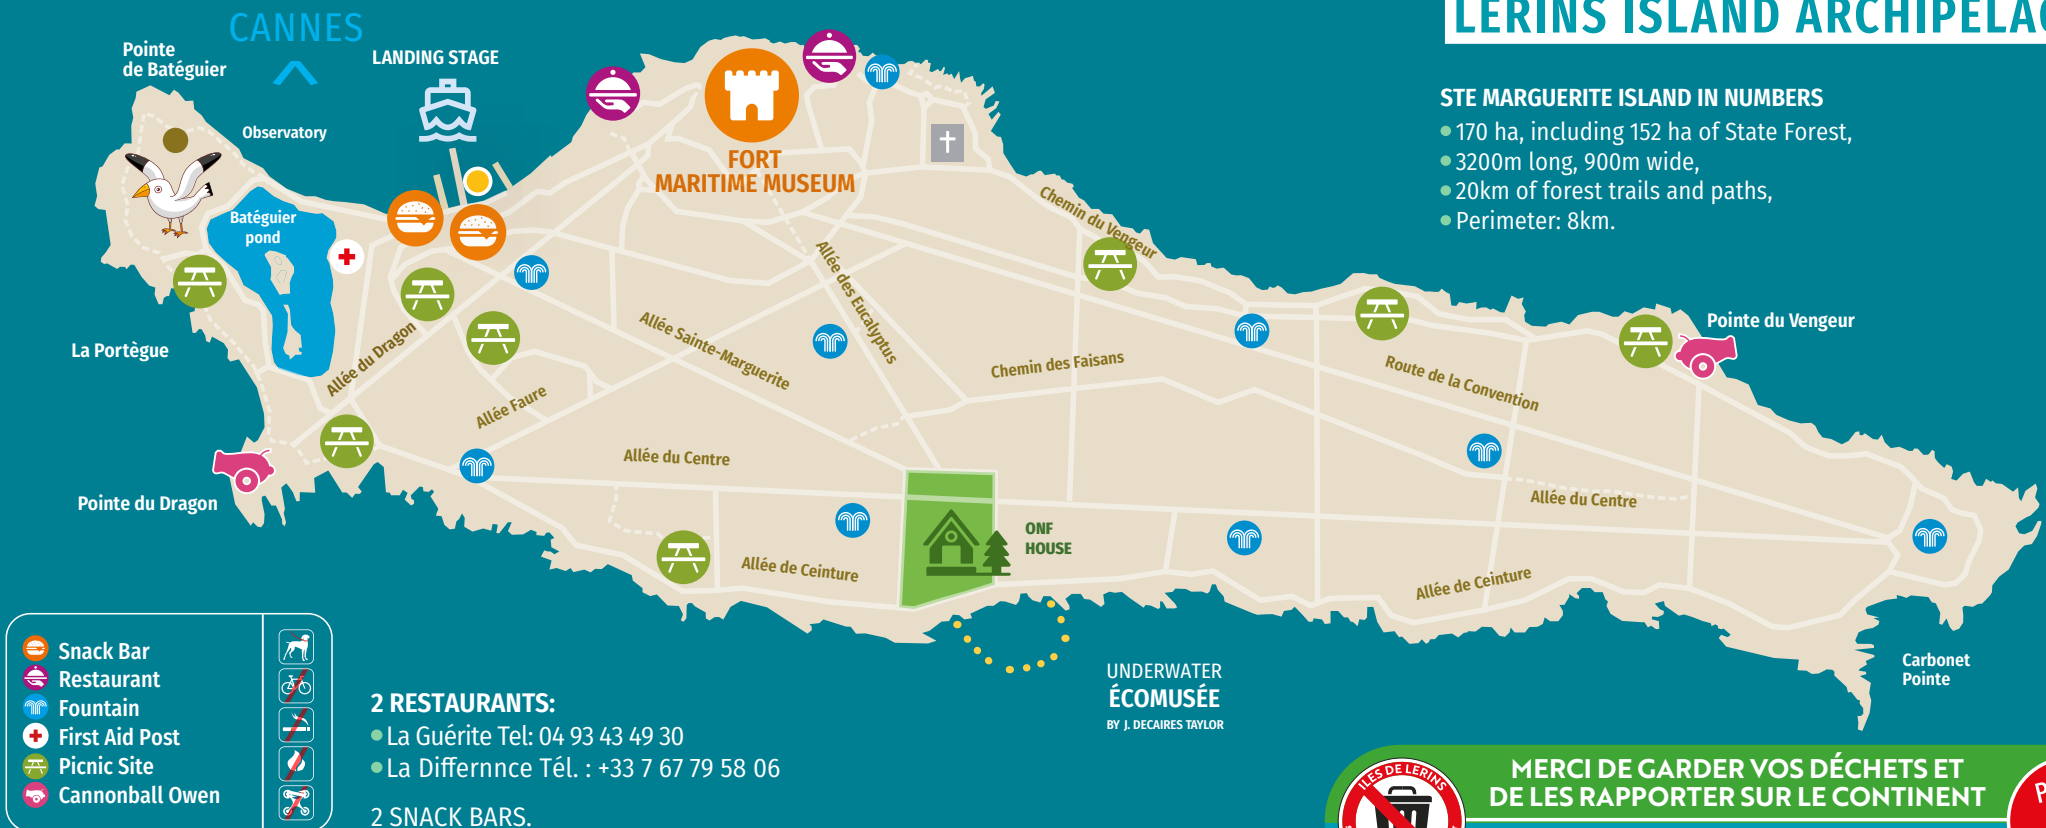 CANNES
Pointe
de Batéguier
LANDING STAGE
Observatory
Batéguier
pond
FORT
MARITIME MUSEUM
LERINS ISLAND ARCHIPELAG
STE MARGUERITE ISLAND IN NUMBERS
170 ha, including 152 ha of State Forest,
3200m long, 900m wide,
20km of forest trails and paths,
Perimeter: 8km.
Chemin du Vengeur
Allée des Eucalyptus
La Portègue
Allée du Dragon
Allée Sainte-Marguerite
Allée Faure
Chemin des Faisans
Route de la Convention
Pointe du Vengeur
Allée du Centre
Pointe du Dragon
Allée du Centre
ONF
HOUSE
Allée de Ceinture
Allée de Ceinture
Carbonet
Pointe
UNDERWATER
ÉCOMUSÉE
BY J. DECAIRES TAYLOR
Snack Bar
Restaurant
Fountain
First Aid Post
Picnic Site
Cannonball Owen
2 RESTAURANTS:
La Guérite Tel: 04 93 43 49 30
La Differnnce Tél. : +33 7 67 79 58 06
2 SNACK BARS.
ILES DE LERINS
MERCI DE GARDER VOS DÉCHETS ET
DE LES RAPPORTER SUR LE CONTINENT